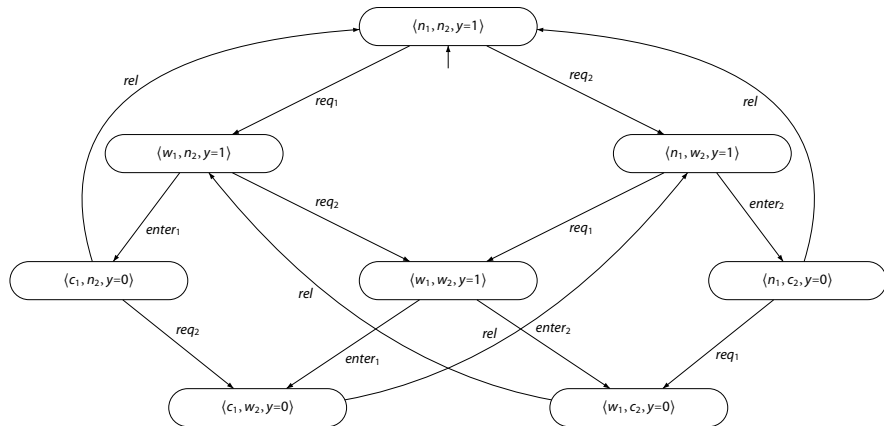 ⟨n₁, n₂, y=1⟩
rel
req₁
req₂
rel
⟨w₁, n₂, y=1⟩
⟨n₁, w₂, y=1⟩
enter₁
req₂
req₁
enter₂
⟨c₁, n₂, y=0⟩
⟨w₁, w₂, y=1⟩
⟨n₁, c₂, y=0⟩
req₂
rel
enter₁
rel
enter₂
req₁
⟨c₁, w₂, y=0⟩
⟨w₁, c₂, y=0⟩